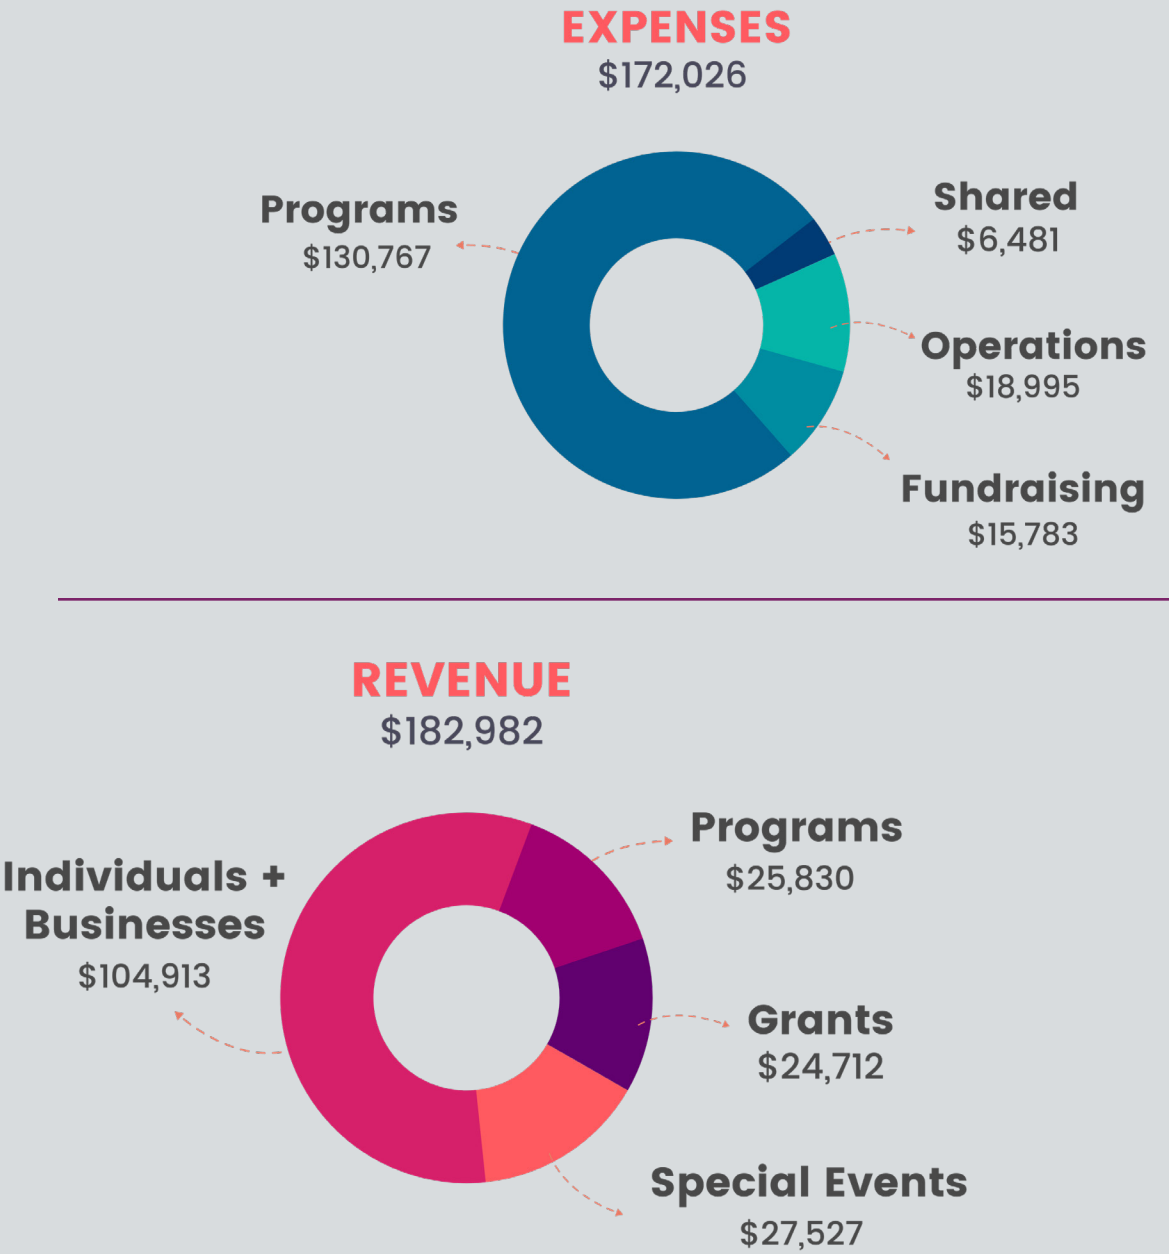 EXPENSES
$172,026
Programs
$130,767
Shared
$6,481
Operations
$18,995
Fundraising
$15,783
REVENUE
$182,982
Individuals +
Businesses
$104,913
Programs
$25,830
Grants
$24,712
Special Events
$27,527